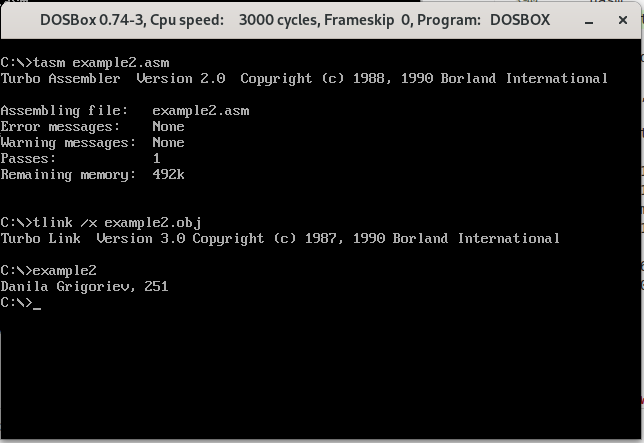 DOSBox 0.74-3, Cpu speed: 3000 cycles, Frameskip 0, Program: DOSBOX
C:\>tasm example2.asm
Turbo Assembler Version 2.0 Copyright (c) 1988, 1990 Borland International
Assembling file: example2.asm
Error messages: None
Warning messages: None
Passes: 1
Remaining memory: 492k
C:\>tlink /x example2.obj
Turbo Link Version 3.0 Copyright (c) 1987, 1990 Borland International
C:\>example2
Danila Grigoriev, 251
C:\>_